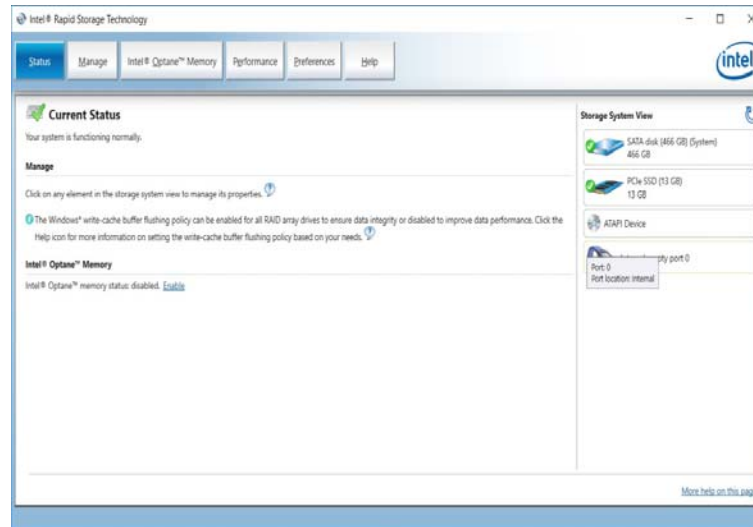 Intel® Rapid Storage Technology
Status
Manage
Intel® Optane™ Memory
Performance
Preferences
Help
intel
Current Status
Your system is functioning normally.
Manage
Click on any element in the storage system view to manage its properties.
The Windows* write-cache buffer flushing policy can be enabled for all RAID array drives to ensure data integrity or disabled to improve data performance. Click the
Help icon for more information on setting the write-cache buffer flushing policy based on your needs.
Intel® Optane™ Memory
Intel® Optane™ memory status: disabled. Enable
Storage System View
SATA disk (466 GB) (System)
466 GB
PCIe SSD (13 GB)
13 GB
ATAPI Device
port 0
Port: 0
Port location: internal
More help on this pag